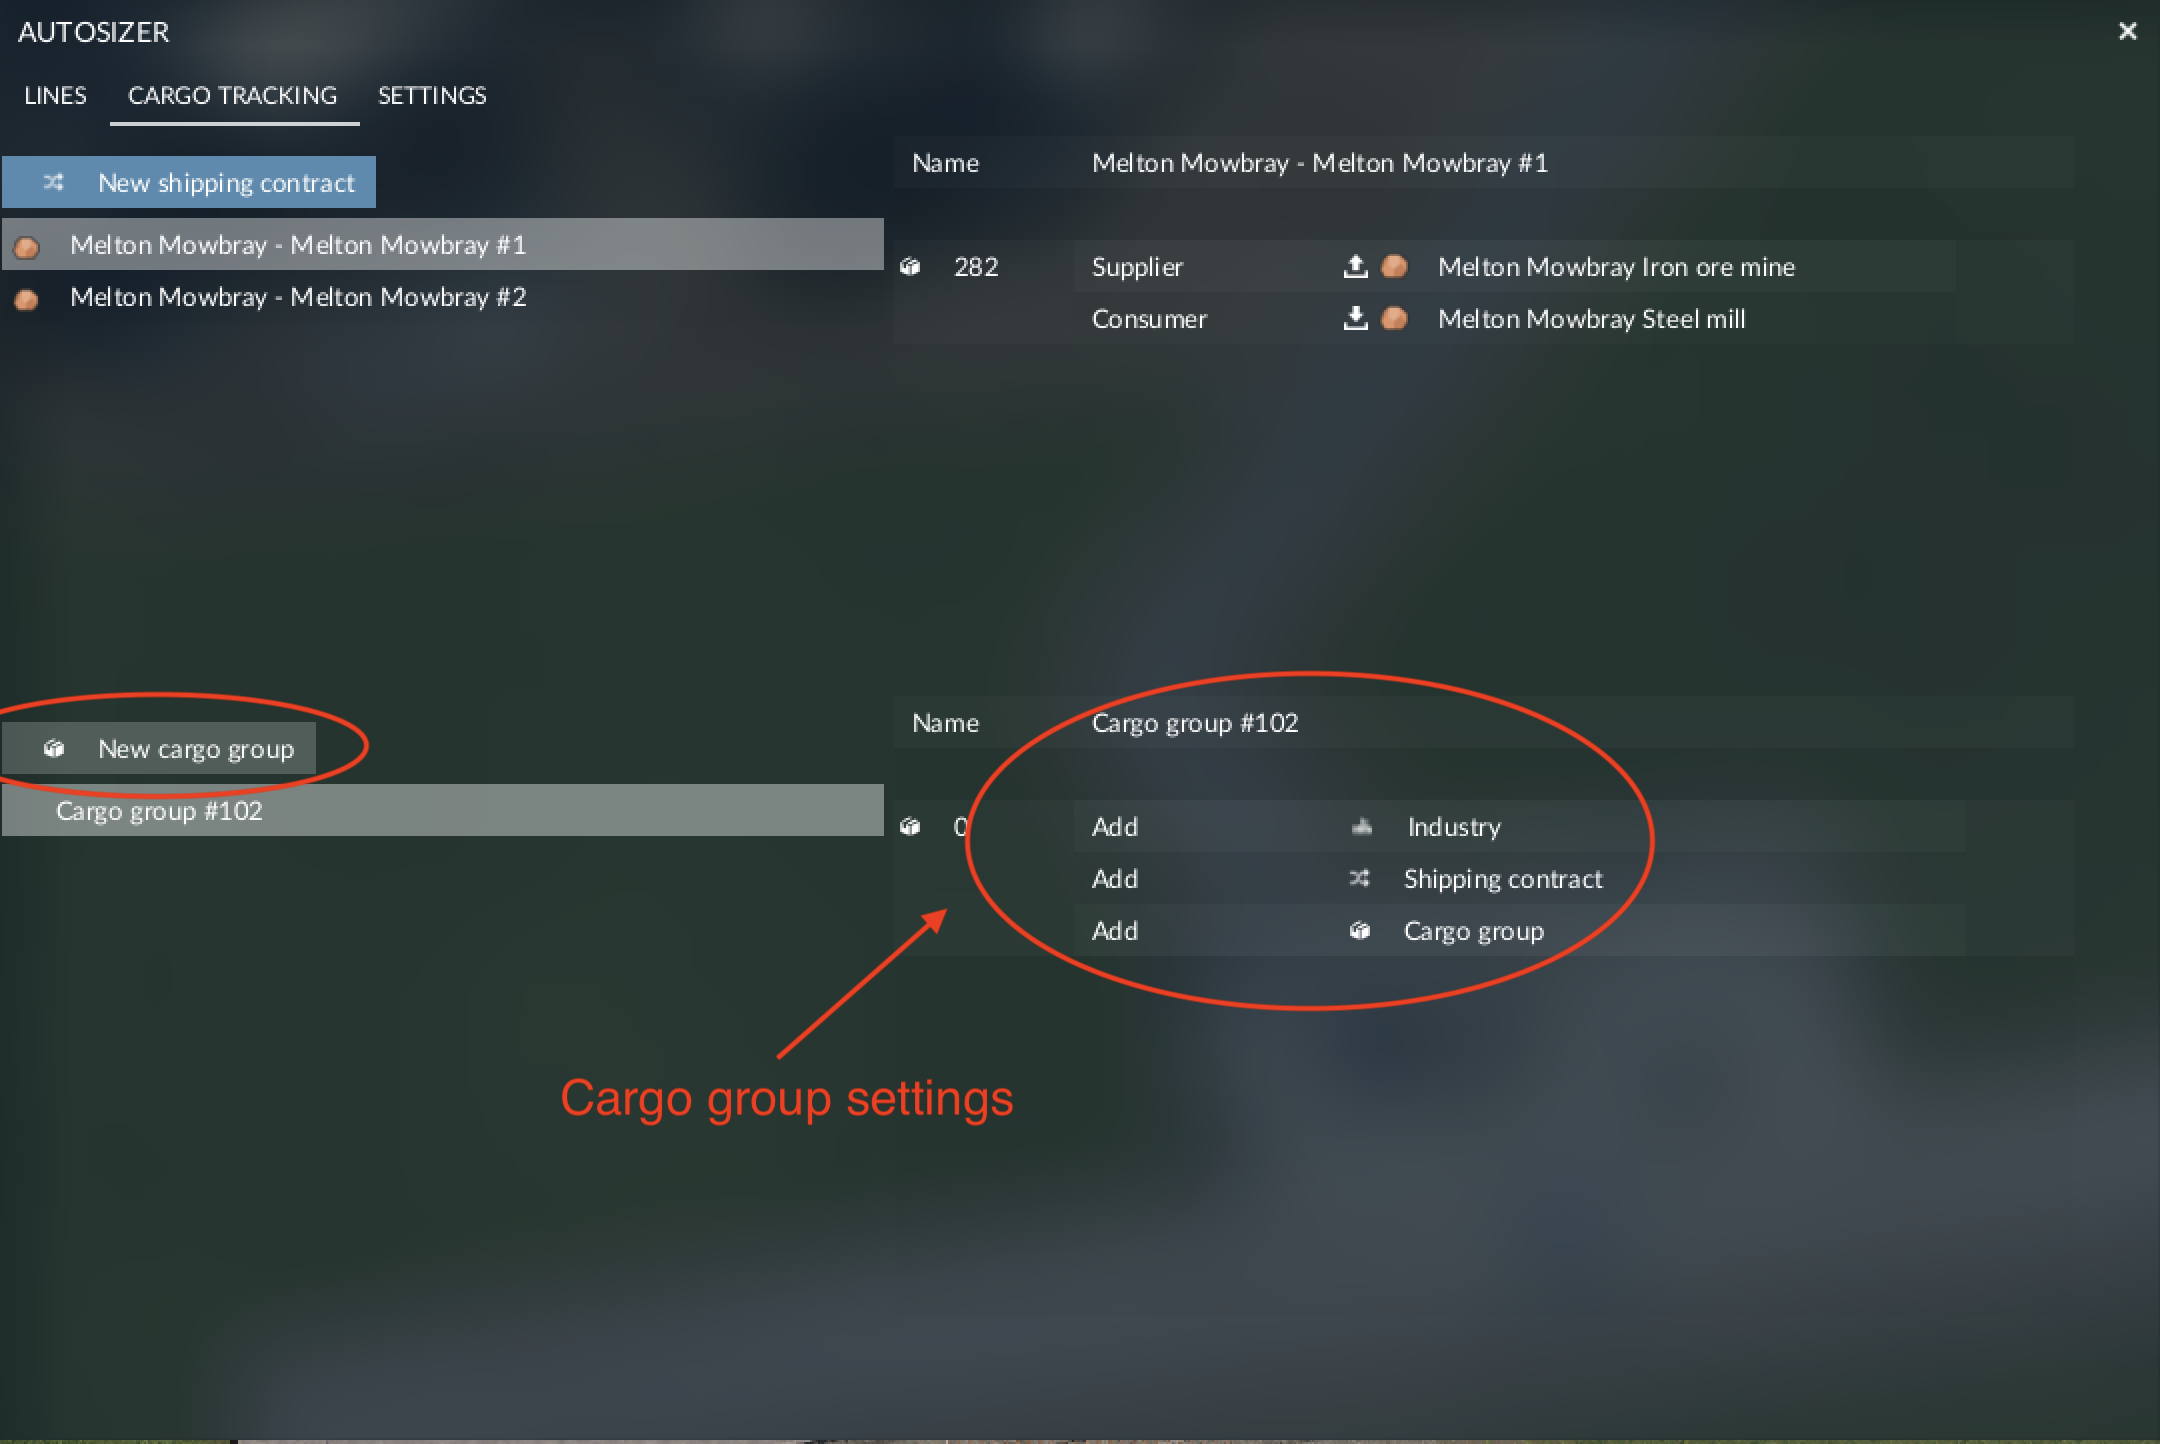 AUTOSIZER
LINES CARGO TRACKING SETTINGS
New shipping contract
Melton Mowbray - Melton Mowbray #1
Melton Mowbray - Melton Mowbray #2
Name Melton Mowbray - Melton Mowbray #1
282 Supplier Melton Mowbray Iron ore mine
Consumer Melton Mowbray Steel mill
New cargo group
Cargo group #102
Name Cargo group #102
0 Add Industry
Add Shipping contract
Add Cargo group
Cargo group settings